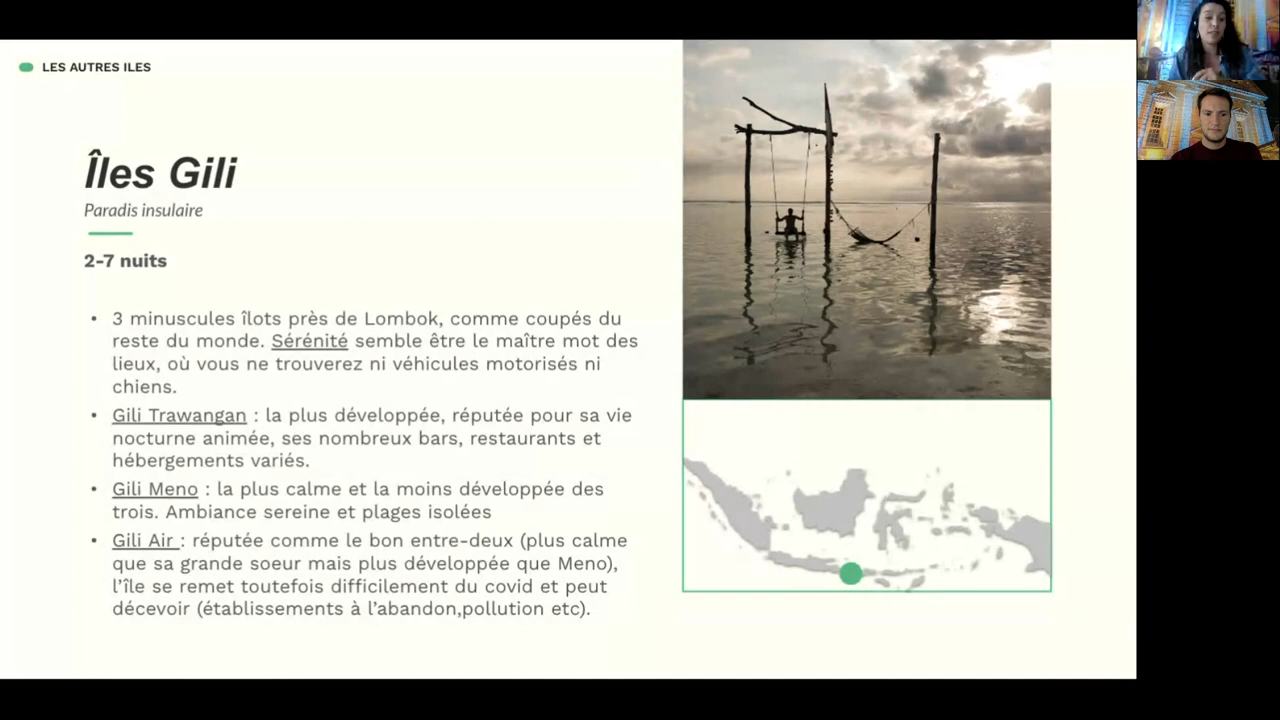 LES AUTRES ILES
Îles Gili
Paradis insulaire
2-7 nuits
• 3 minuscules îlots près de Lombok, comme coupés du
reste du monde. Sérénité semble être le maître mot des
lieux, où vous ne trouverez ni véhicules motorisés ni
chiens.
• Gili Trawangan : la plus développée, réputée pour sa vie
nocturne animée, ses nombreux bars, restaurants et
hébergements variés.
• Gili Meno : la plus calme et la moins développée des
trois. Ambiance sereine et plages isolées
• Gili Air : réputée comme le bon entre-deux (plus calme
que sa grande soeur mais plus développée que Meno),
l’île se remet toutefois difficilement du covid et peut
décevoir (établissements à l’abandon,pollution etc).